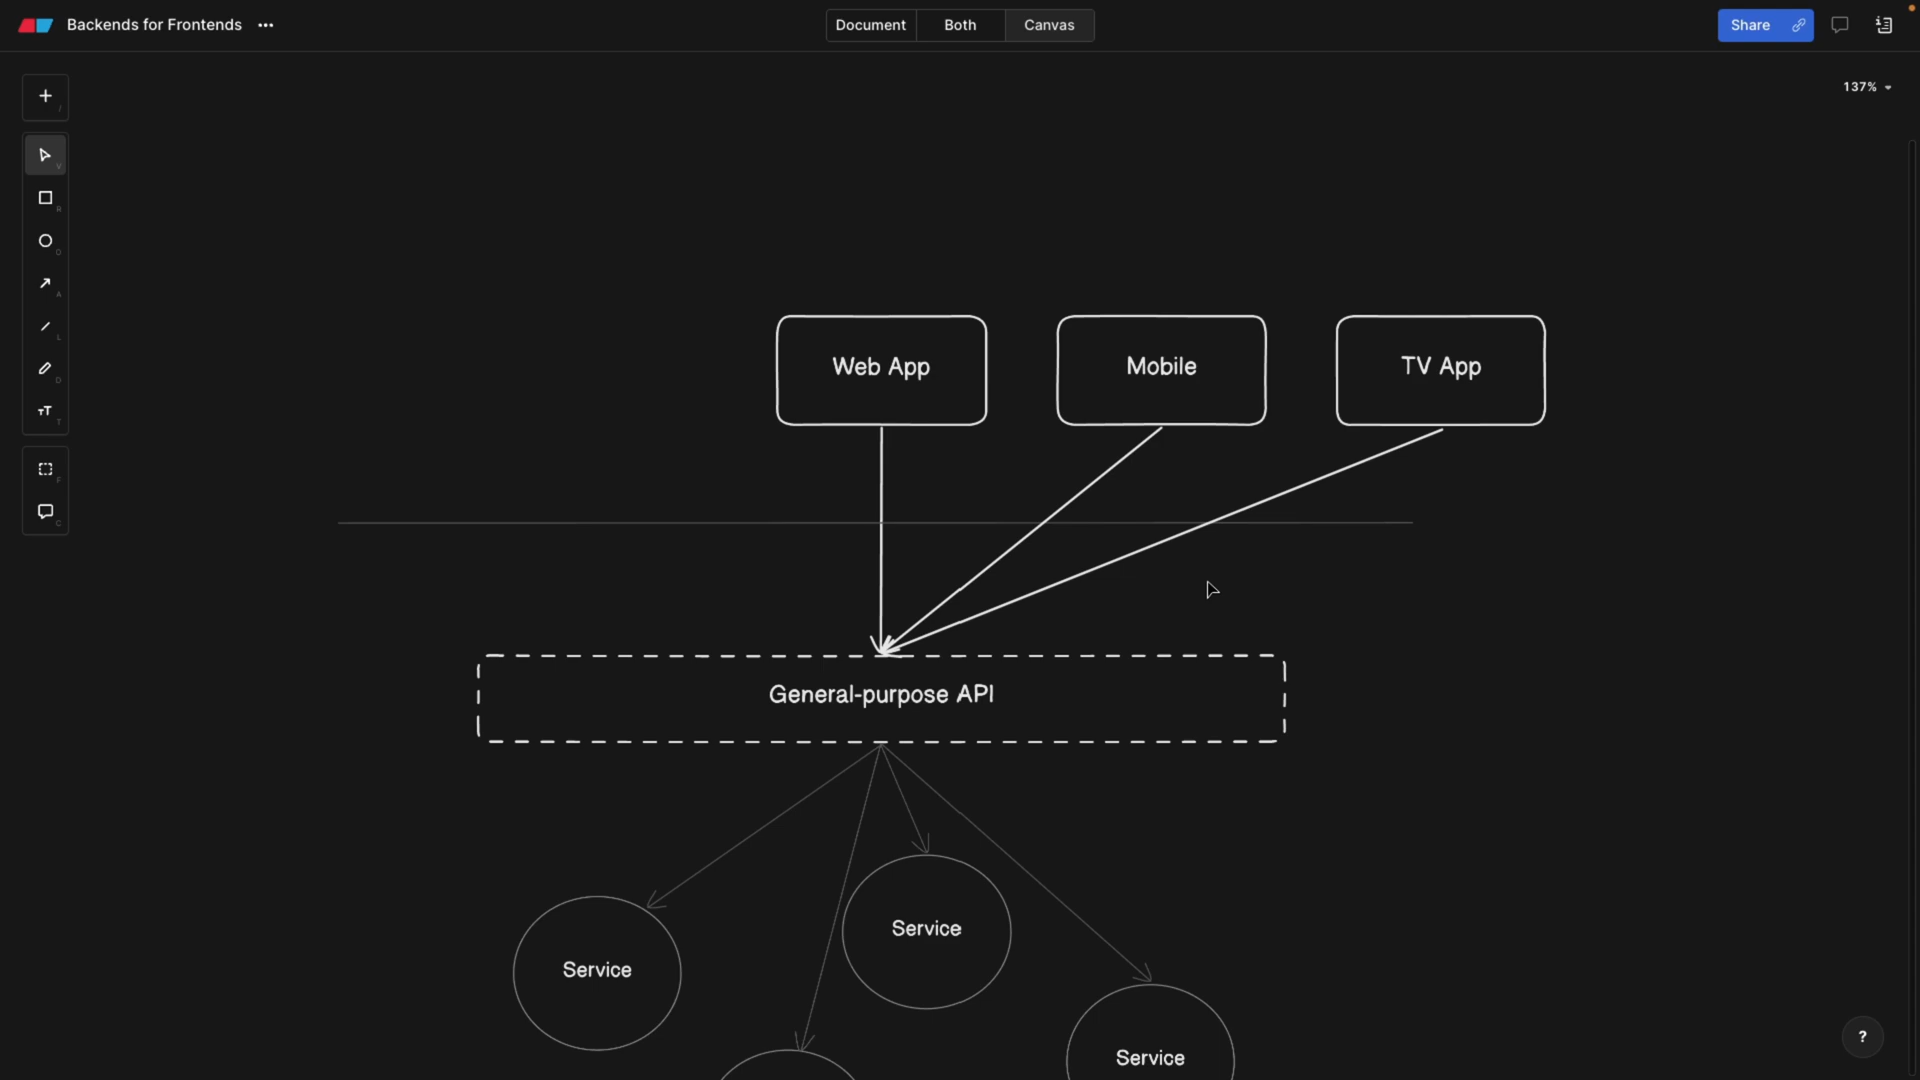 Backends for Frontends
Document Both Canvas
Share
137%
V
R
O
A
L
D
T
F
C
Web App
Mobile
TV App
General-purpose API
Service
Service
Service
?